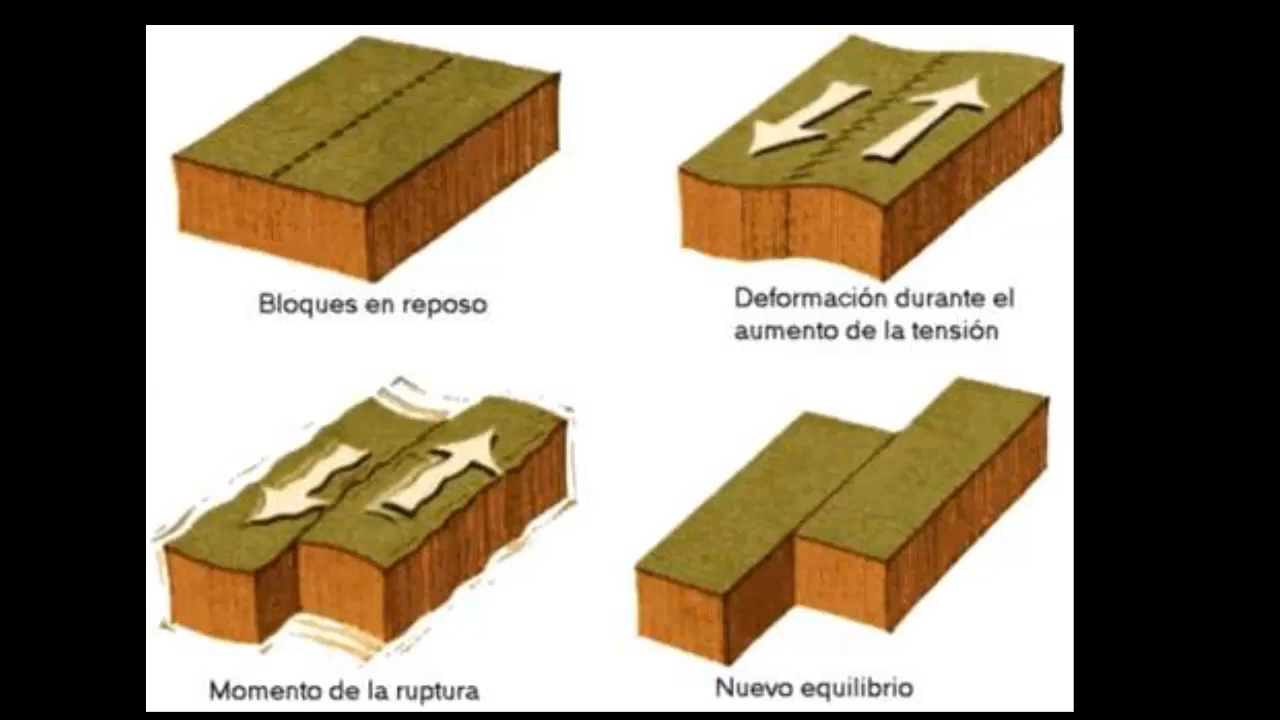 Bloques en reposo
Deformación durante el
aumento de la tensión
Momento de la ruptura
Nuevo equilibrio